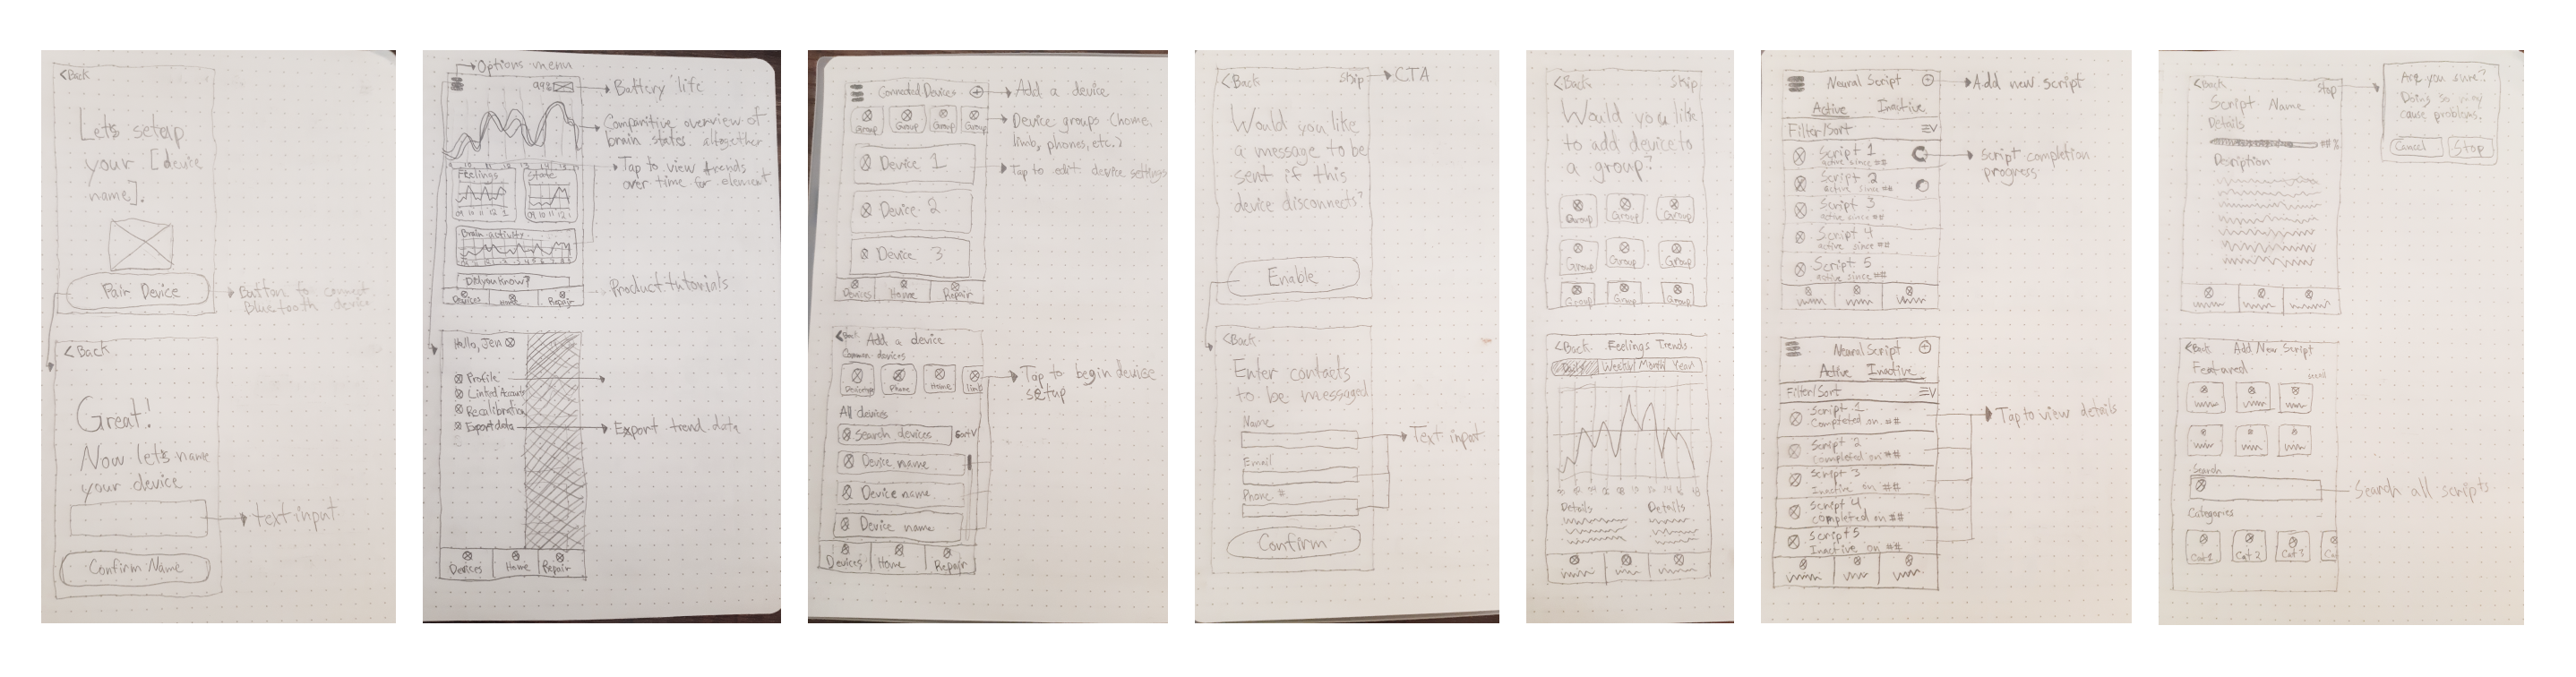 <Back
Let's setup
your [device
name].
Pair Device
Button to connect
bluetooth device
<Back
Great!
Now let's name
your device
text input
Confirm Name
Options menu
99%
Battery life
Comparitive overview of
brain states altogether
Feelings
State
09 10 11 12 1
09 10 11 12 1
Tap to view trends
over time for element
Brain activity
Did you know?
Product tutorials
Devices
Repair
Hello, Jen
Profile
Linked Accounts
Recalibration
Export data
Export trend data
Devices
Home
Repair
Connected Devices
Add a device
Group
Group
Group
Group
Device groups (home,
limb, phones, etc.)
Device 1
Tap to edit device settings
Device 2
Device 3
Devices
Home
Repair
<Back
Add a device
Common devices
Phone
Home
limb
Tap to begin device
setup
All devices
Search devices
Sort V
Device name
Device name
Device name
Devices
Home
Repair
<Back
Skip
CTA
Would you like
a message to be
sent if this
device disconnects?
Enable
<Back
Enter contacts
to be messaged
Name
Email
Phone #
Text input
Confirm
<Back
Skip
Would you like
to add device to
a group?
Group
Group
Group
Group
Group
Group
Group
Group
Group
<Back
Feelings Trends
Daily
Weekly
Month
Year
Details
Details
Neural Script
Add new script
Active
Inactive
Filter/Sort
Script 1
active since ##
Script completion
progress
Script 2
active since ##
Script 3
active since ##
Script 4
active since ##
Script 5
active since ##
Neural Script
Active
Inactive
Filter/Sort
Script 1
Completed on ##
Script 2
completed on ##
Script 3
Inactive on ##
Script 4
completed on ##
Script 5
Inactive on ##
Tap to view details
<Back
Stop
Script Name
Details
##%
Description
Are you sure?
Doing so may
cause problems.
Cancel
Stop
<Back
Add New Script
Featured
Search
Search all scripts
Categories
Cat 1
Cat 2
Cat 3